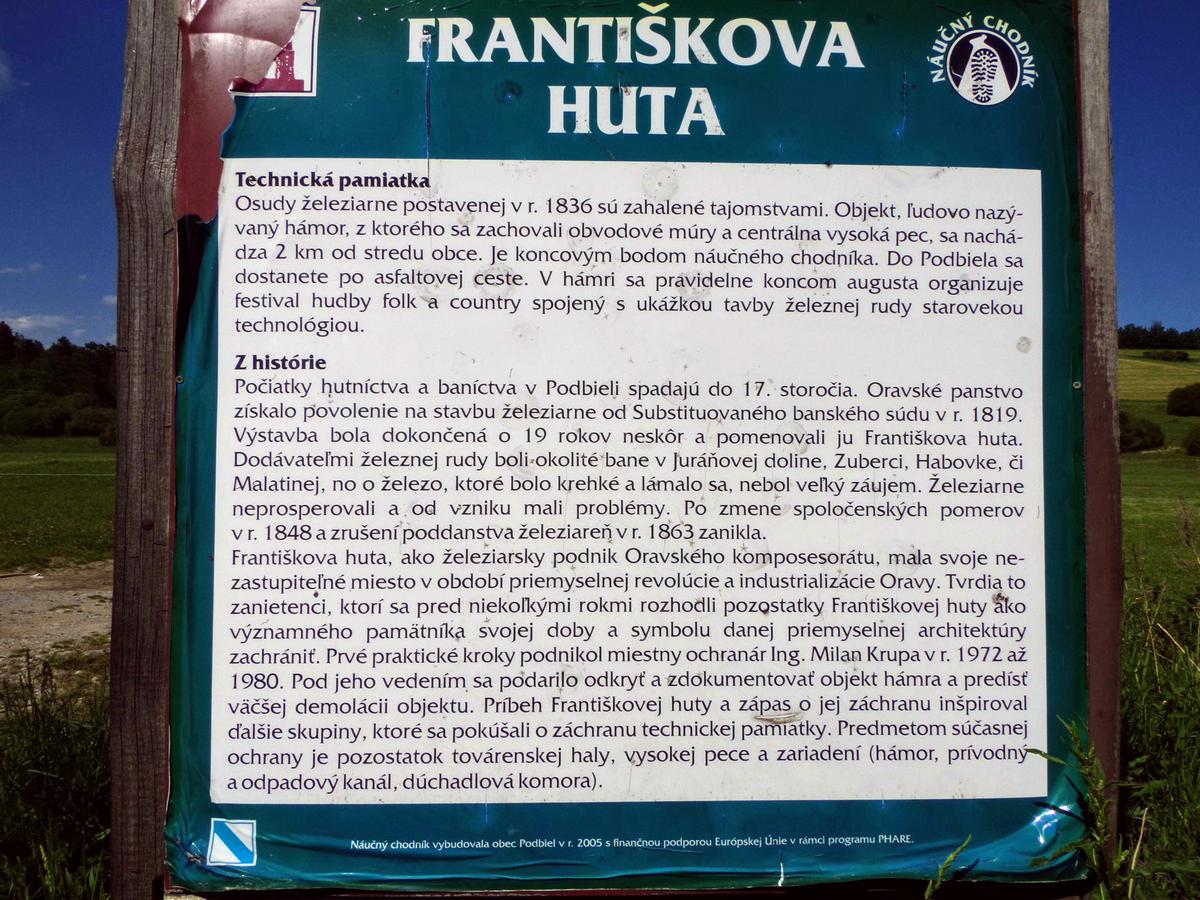 FRANTIŠKOVA
HUTA
NÁUČNÝ CHODNÍK
Technická pamiatka
Osudy železiarne postavenej v r. 1836 sú zahalené tajomstvami. Objekt, ľudovo nazý-
vaný hámor, z ktorého sa zachovali obvodové múry a centrálna vysoká pec, sa nachá-
dza 2 km od stredu obce. Je koncovým bodom náučného chodníka. Do Podbiela sa
dostanete po asfaltovej ceste. V hámri sa pravidelne koncom augusta organizuje
festival hudby folk a country spojený s ukážkou tavby železnej rudy starovekou
technológiou.
Z histórie
Počiatky hutníctva a baníctva v Podbieli spadajú do 17. storočia. Oravské panstvo
získalo povolenie na stavbu železiarne od Substituovaného banského súdu v r. 1819.
Výstavba bola dokončená o 19 rokov neskôr a pomenovali ju Františkova huta.
Dodávateľmi železnej rudy boli okolité bane v Juráňovej doline, Zuberci, Habovke, či
Malatinej, no o železo, ktoré bolo krehké a lámalo sa, nebol veľký záujem. Železiarne
neprosperovali a od vzniku mali problémy. Po zmene spoločenských pomerov
v r. 1848 a zrušení poddanstva železiareň v r. 1863 zanikla.
Františkova huta, ako železiarsky podnik Oravského komposesorátu, mala svoje ne-
zastupiteľné miesto v období priemyselnej revolúcie a industrializácie Oravy. Tvrdia to
zanietenci, ktorí sa pred niekoľkými rokmi rozhodli pozostatky Františkovej huty ako
významného pamätníka svojej doby a symbolu danej priemyselnej architektúry
zachrániť. Prvé praktické kroky podnikol miestny ochranár Ing. Milan Krupa v r. 1972 až
1980. Pod jeho vedením sa podarilo odkryť a zdokumentovať objekt hámra a predísť
väčšej demolácii objektu. Príbeh Františkovej huty a zápas o jej záchranu inšpiroval
ďalšie skupiny, ktoré sa pokúšali o záchranu technickej pamiatky. Predmetom súčasnej
ochrany je pozostatok továrenskej haly, vysokej pece a zariadení (hámor, prívodný
a odpadový kanál, dúchadlová komora).
Náučný chodník vybudovala obec Podbiel v r. 2005 s finančnou podporou Európskej Únie v rámci programu PHARE.